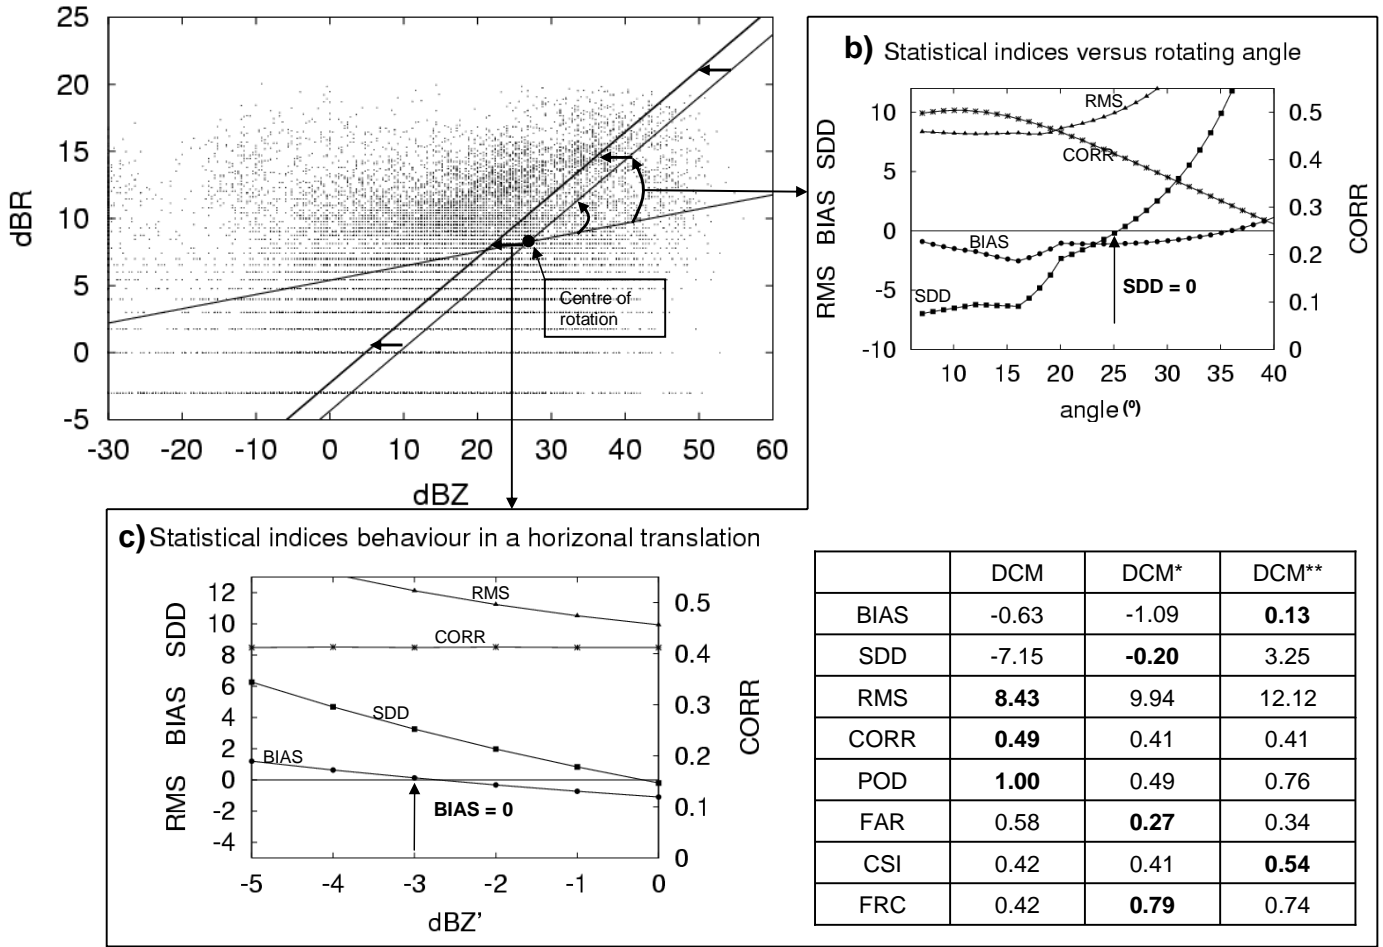 25
20
15
10
5
0
-5
dBR
-30 -20 -10 0 10 20 30 40 50 60
dBZ
Centre of
rotation
b) Statistical indices versus rotating angle
RMS BIAS SDD
10
5
0
-5
-10
RMS
CORR
BIAS
SDD
SDD = 0
0.5
0.4
0.3
0.2
0.1
0
CORR
10 15 20 25 30 35 40
angle (º)
c) Statistical indices behaviour in a horizonal translation
RMS BIAS SDD
12
10
8
6
4
2
0
-2
-4
RMS
CORR
SDD
BIAS
BIAS = 0
0.5
0.4
0.3
0.2
0.1
0
CORR
-5 -4 -3 -2 -1 0
dBZ'
DCM DCM* DCM**
BIAS -0.63 -1.09 0.13
SDD -7.15 -0.20 3.25
RMS 8.43 9.94 12.12
CORR 0.49 0.41 0.41
POD 1.00 0.49 0.76
FAR 0.58 0.27 0.34
CSI 0.42 0.41 0.54
FRC 0.42 0.79 0.74